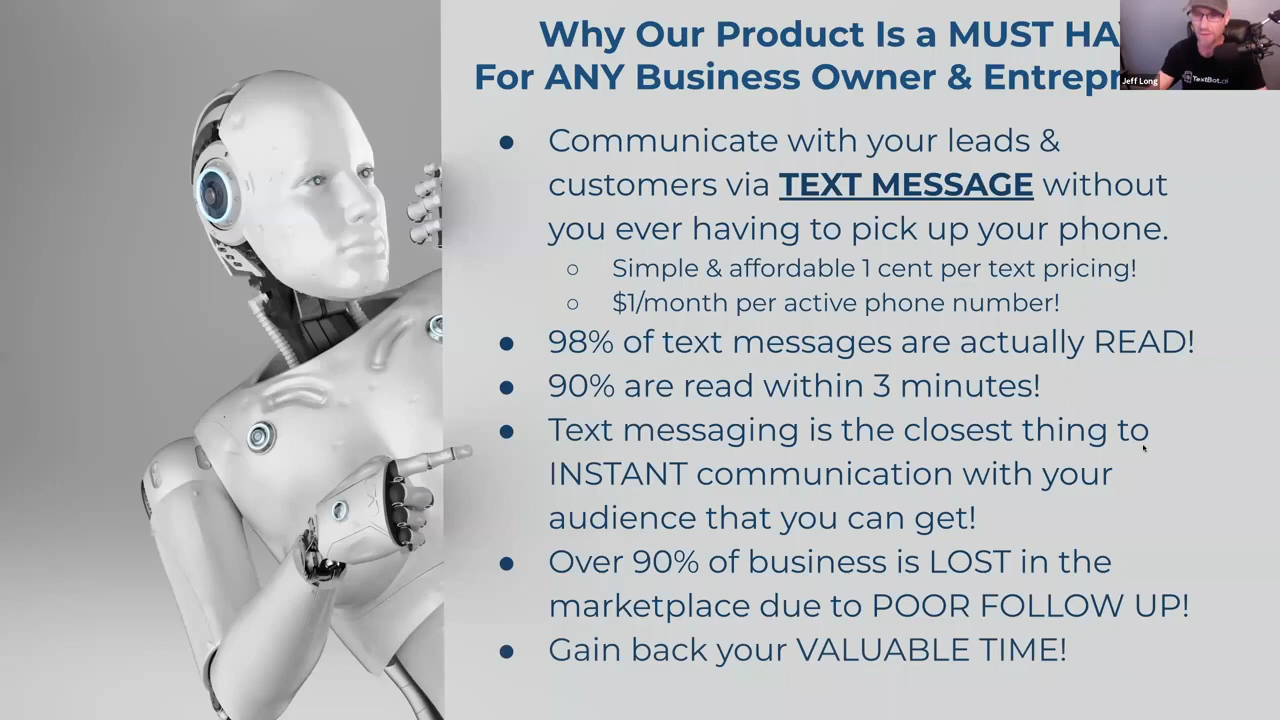 Why Our Product Is a MUST HA
For ANY Business Owner & Entrepr
Jeff Long
TextBot.ai
● Communicate with your leads &
customers via TEXT MESSAGE without
you ever having to pick up your phone.
○ Simple & affordable 1 cent per text pricing!
○ $1/month per active phone number!
● 98% of text messages are actually READ!
● 90% are read within 3 minutes!
● Text messaging is the closest thing to
INSTANT communication with your
audience that you can get!
● Over 90% of business is LOST in the
marketplace due to POOR FOLLOW UP!
● Gain back your VALUABLE TIME!